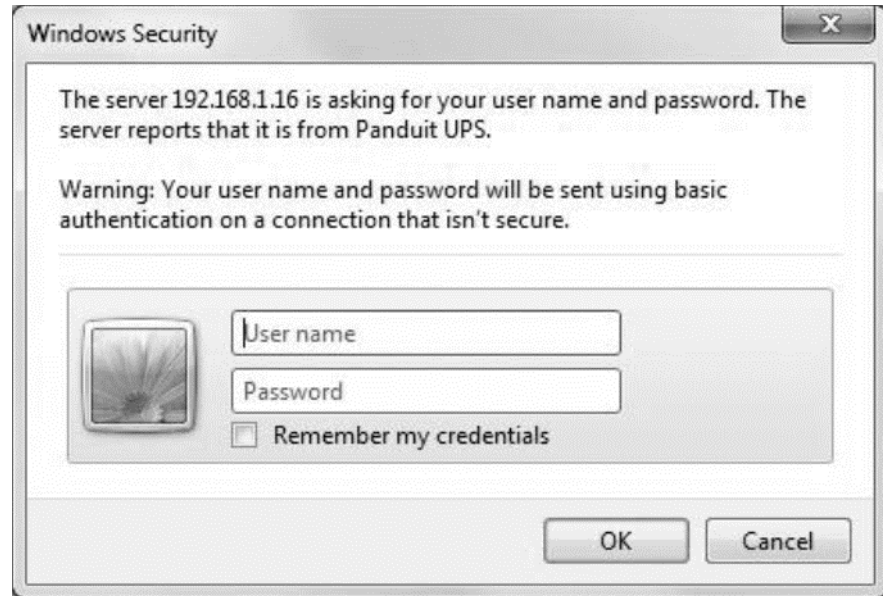 Windows Security
The server 192.168.1.16 is asking for your user name and password. The
server reports that it is from Panduit UPS.
Warning: Your user name and password will be sent using basic
authentication on a connection that isn't secure.
User name
Password
Remember my credentials
OK
Cancel